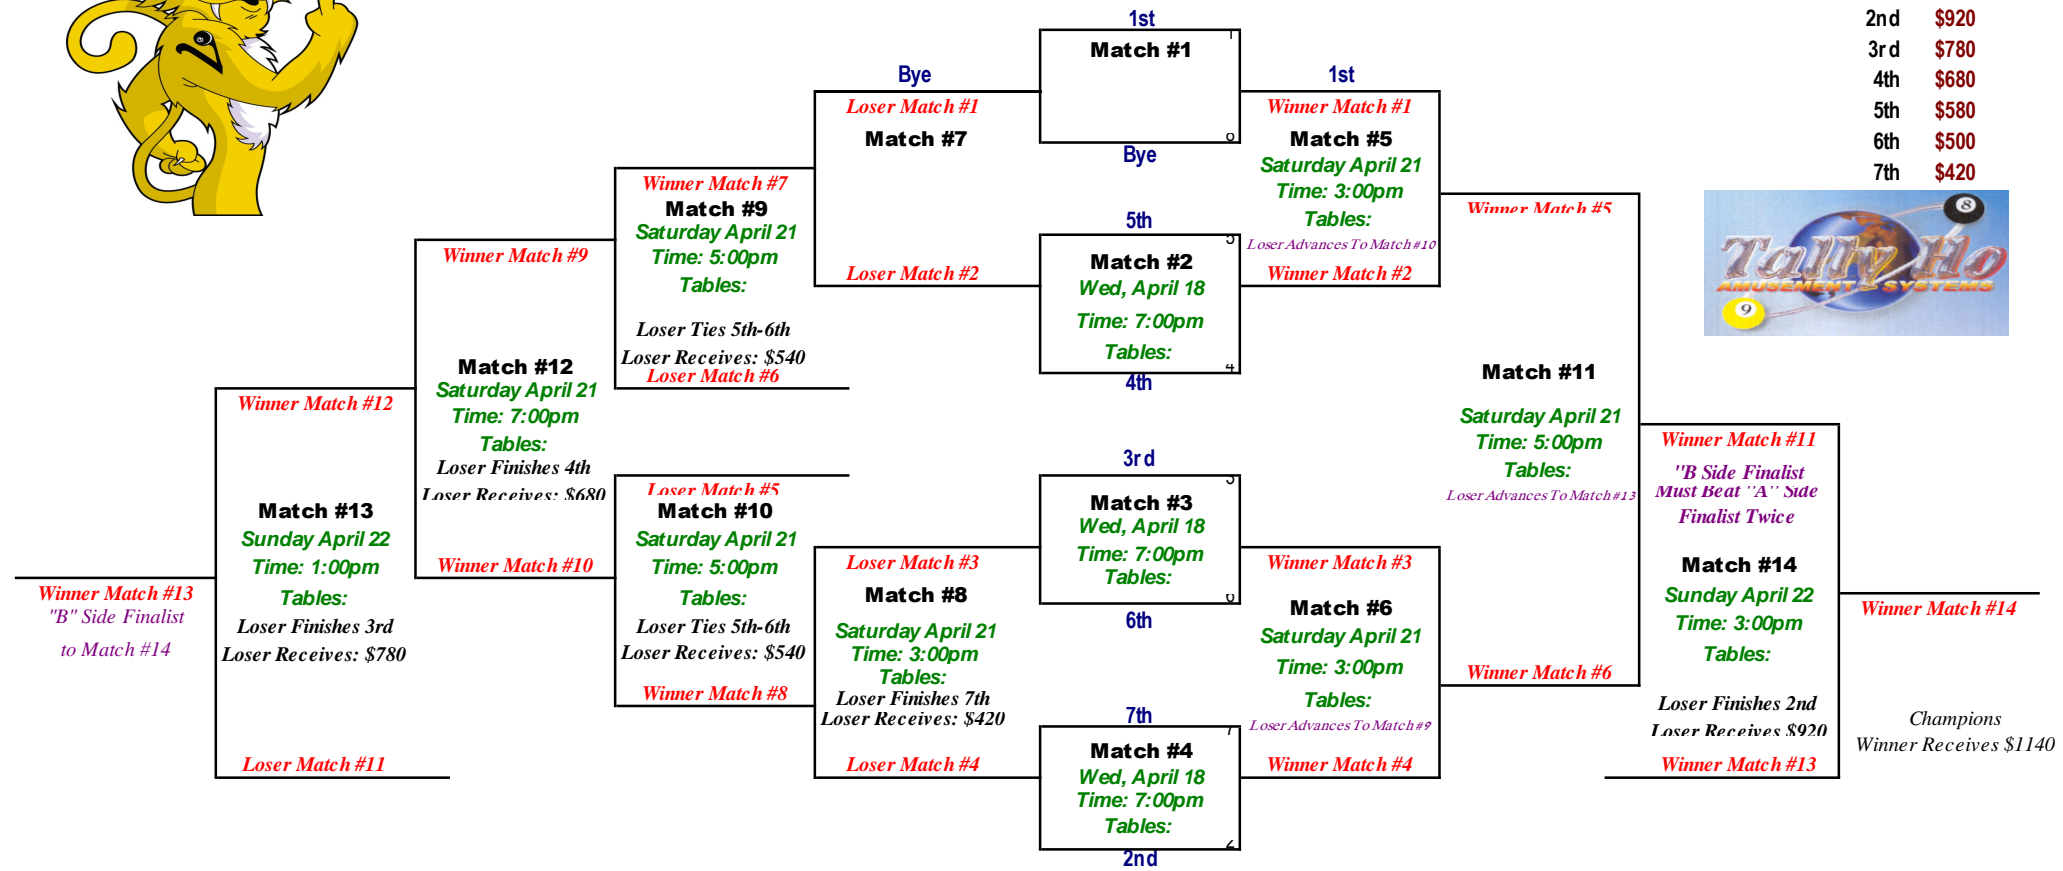 1st
Match #1
Bye
2nd $920
3rd $780
4th $680
5th $580
6th $500
7th $420
Tally Ho
AMUSEMENT SYSTEMS
8
9
Bye
Loser Match #1
Match #7
Loser Match #2
5th
5
Match #2
Wed, April 18
Time: 7:00pm
Tables:
4
4th
1st
Winner Match #1
Match #5
Saturday April 21
Time: 3:00pm
Tables:
Loser Advances To Match #10
Winner Match #2
Winner Match #7
Match #9
Saturday April 21
Time: 5:00pm
Tables:
Loser Ties 5th-6th
Loser Receives: $540
Loser Match #6
Winner Match #9
Match #12
Saturday April 21
Time: 7:00pm
Tables:
Loser Finishes 4th
Loser Receives: $680
Winner Match #10
Winner Match #12
Match #13
Sunday April 22
Time: 1:00pm
Tables:
Loser Finishes 3rd
Loser Receives: $780
Loser Match #11
Winner Match #13
"B" Side Finalist
to Match #14
Loser Match #5
Match #10
Saturday April 21
Time: 5:00pm
Tables:
Loser Ties 5th-6th
Loser Receives: $540
Winner Match #8
Loser Match #3
Match #8
Saturday April 21
Time: 3:00pm
Tables:
Loser Finishes 7th
Loser Receives: $420
Loser Match #4
3rd
Match #3
Wed, April 18
Time: 7:00pm
Tables:
6th
7th
Match #4
Wed, April 18
Time: 7:00pm
Tables:
2nd
Winner Match #3
Match #6
Saturday April 21
Time: 3:00pm
Tables:
Loser Advances To Match #9
Winner Match #4
Winner Match #5
Match #11
Saturday April 21
Time: 5:00pm
Tables:
Loser Advances To Match #13
Winner Match #6
Winner Match #11
"B Side Finalist
Must Beat "A" Side
Finalist Twice
Match #14
Sunday April 22
Time: 3:00pm
Tables:
Loser Finishes 2nd
Loser Receives $920
Winner Match #13
Winner Match #14
Champions
Winner Receives $1140